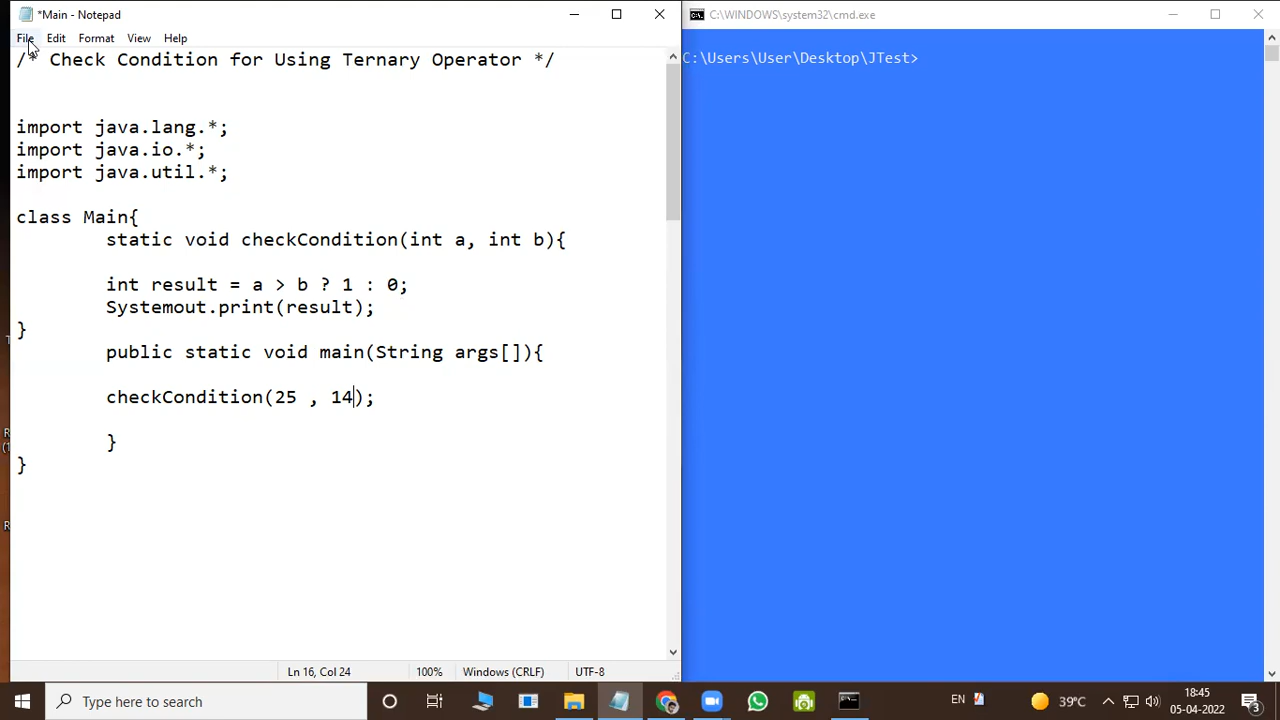 *Main - Notepad
File Edit Format View Help
/* Check Condition for Using Ternary Operator */
import java.lang.*;
import java.io.*;
import java.util.*;
class Main{
static void checkCondition(int a, int b){
int result = a > b ? 1 : 0;
Systemout.print(result);
}
public static void main(String args[]){
checkCondition(25 , 14);
}
}
Ln 16, Col 24 100% Windows (CRLF) UTF-8
C:\WINDOWS\system32\cmd.exe
C:\Users\User\Desktop\JTest>
Type here to search
EN
39°C
18:45
05-04-2022
3